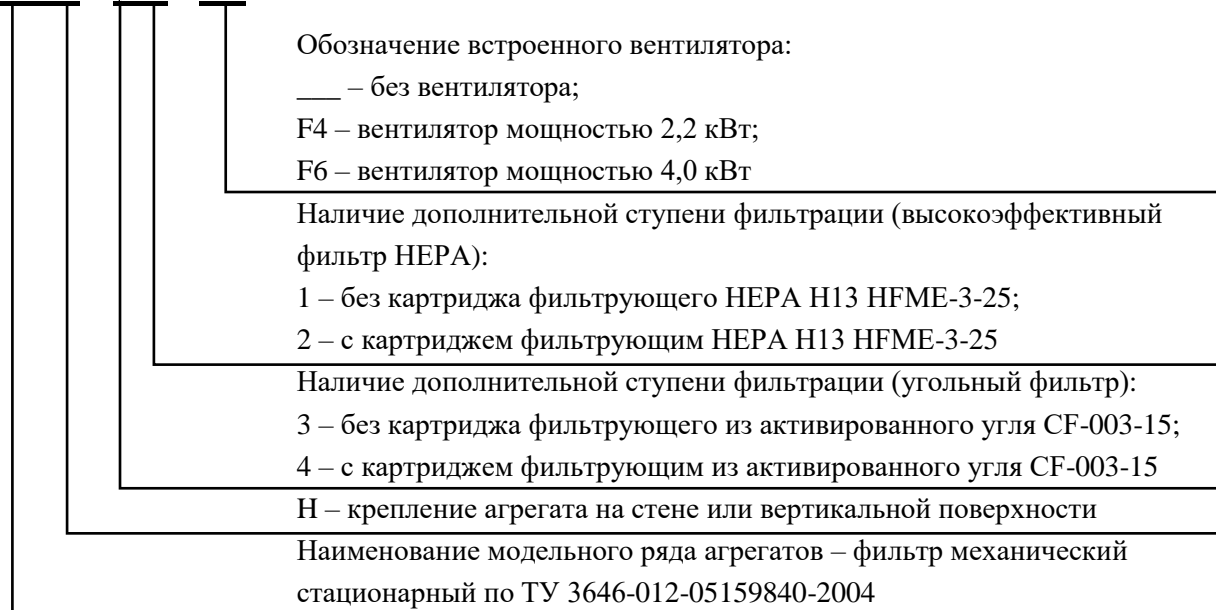 Обозначение встроенного вентилятора:
___ – без вентилятора;
F4 – вентилятор мощностью 2,2 кВт;
F6 – вентилятор мощностью 4,0 кВт
Наличие дополнительной ступени фильтрации (высокоэффективный
фильтр HEPA):
1 – без картриджа фильтрующего HEPA H13 HFME-3-25;
2 – с картриджем фильтрующим HEPA H13 HFME-3-25
Наличие дополнительной ступени фильтрации (угольный фильтр):
3 – без картриджа фильтрующего из активированного угля CF-003-15;
4 – с картриджем фильтрующим из активированного угля CF-003-15
Н – крепление агрегата на стене или вертикальной поверхности
Наименование модельного ряда агрегатов – фильтр механический
стационарный по ТУ 3646-012-05159840-2004